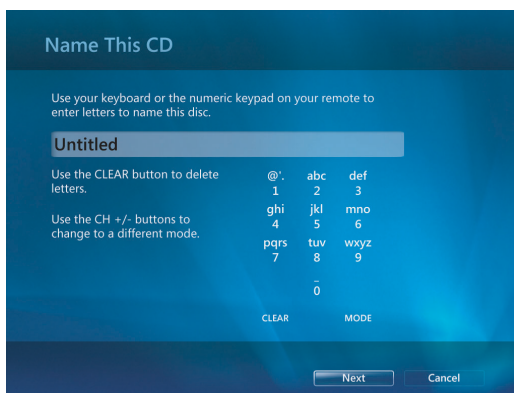 Name This CD
Use your keyboard or the numeric keypad on your remote to
enter letters to name this disc.
Untitled
Use the CLEAR button to delete
letters.
Use the CH +/- buttons to
change to a different mode.
@'. abc def
1 2 3
ghi jkl mno
4 5 6
pqrs tuv wxyz
7 8 9
_
0
CLEAR MODE
Next Cancel